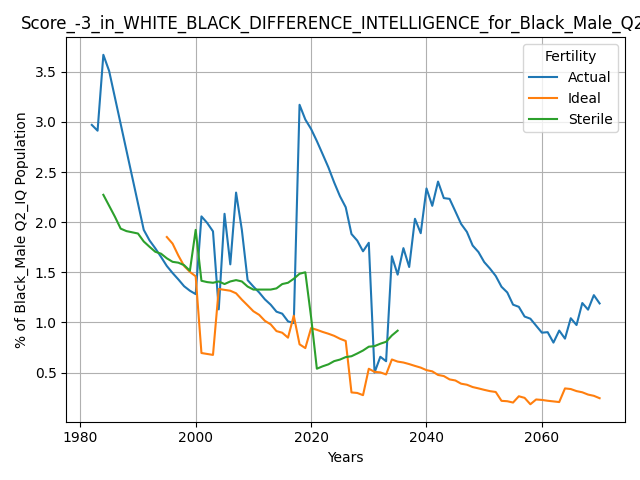 Score_-3_in_WHITE_BLACK_DIFFERENCE_INTELLIGENCE_for_Black_Male_Q2
Fertility
Actual
Ideal
Sterile
% of Black_Male Q2_IQ Population
3.5
3.0
2.5
2.0
1.5
1.0
0.5
1980 2000 2020 2040 2060
Years